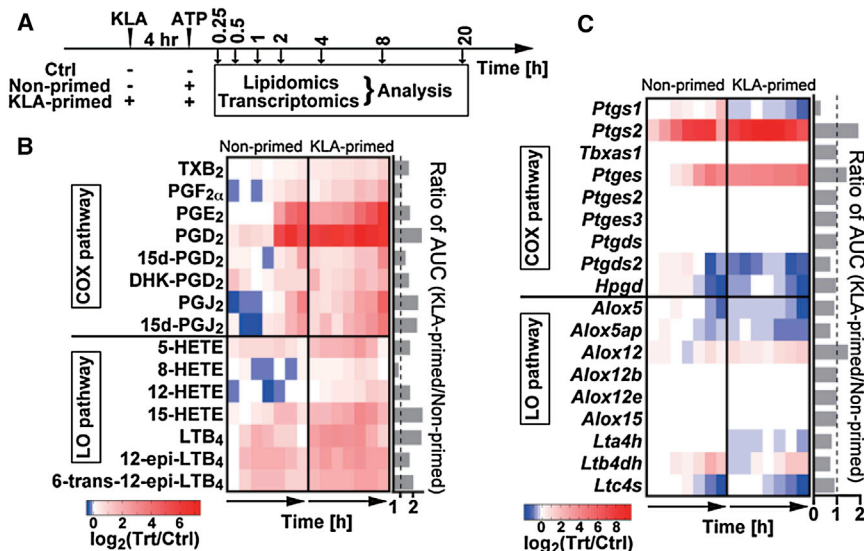 A
KLA ATP
4 hr
0.25 0.5 1 2 4 8 20
Time [h]
Ctrl - -
Non-primed - +
KLA-primed + +
Lipidomics
Transcriptomics } Analysis
B
Non-primed KLA-primed
COX pathway
TXB2
PGF2α
PGE2
PGD2
15d-PGD2
DHK-PGD2
PGJ2
15d-PGJ2
LO pathway
5-HETE
8-HETE
12-HETE
15-HETE
LTB4
12-epi-LTB4
6-trans-12-epi-LTB4
1 2
Ratio of AUC (KLA-primed/Non-primed)
Time [h]
0 2 4 6
log2(Trt/Ctrl)
C
Non-primed KLA-primed
COX pathway
Ptgs1
Ptgs2
Tbxas1
Ptges
Ptges2
Ptges3
Ptgds
Ptgds2
Hpgd
LO pathway
Alox5
Alox5ap
Alox12
Alox12b
Alox12e
Alox15
Lta4h
Ltb4dh
Ltc4s
0 1 2
Ratio of AUC (KLA-primed/Non-primed)
Time [h]
0 2 4 6 8
log2(Trt/Ctrl)